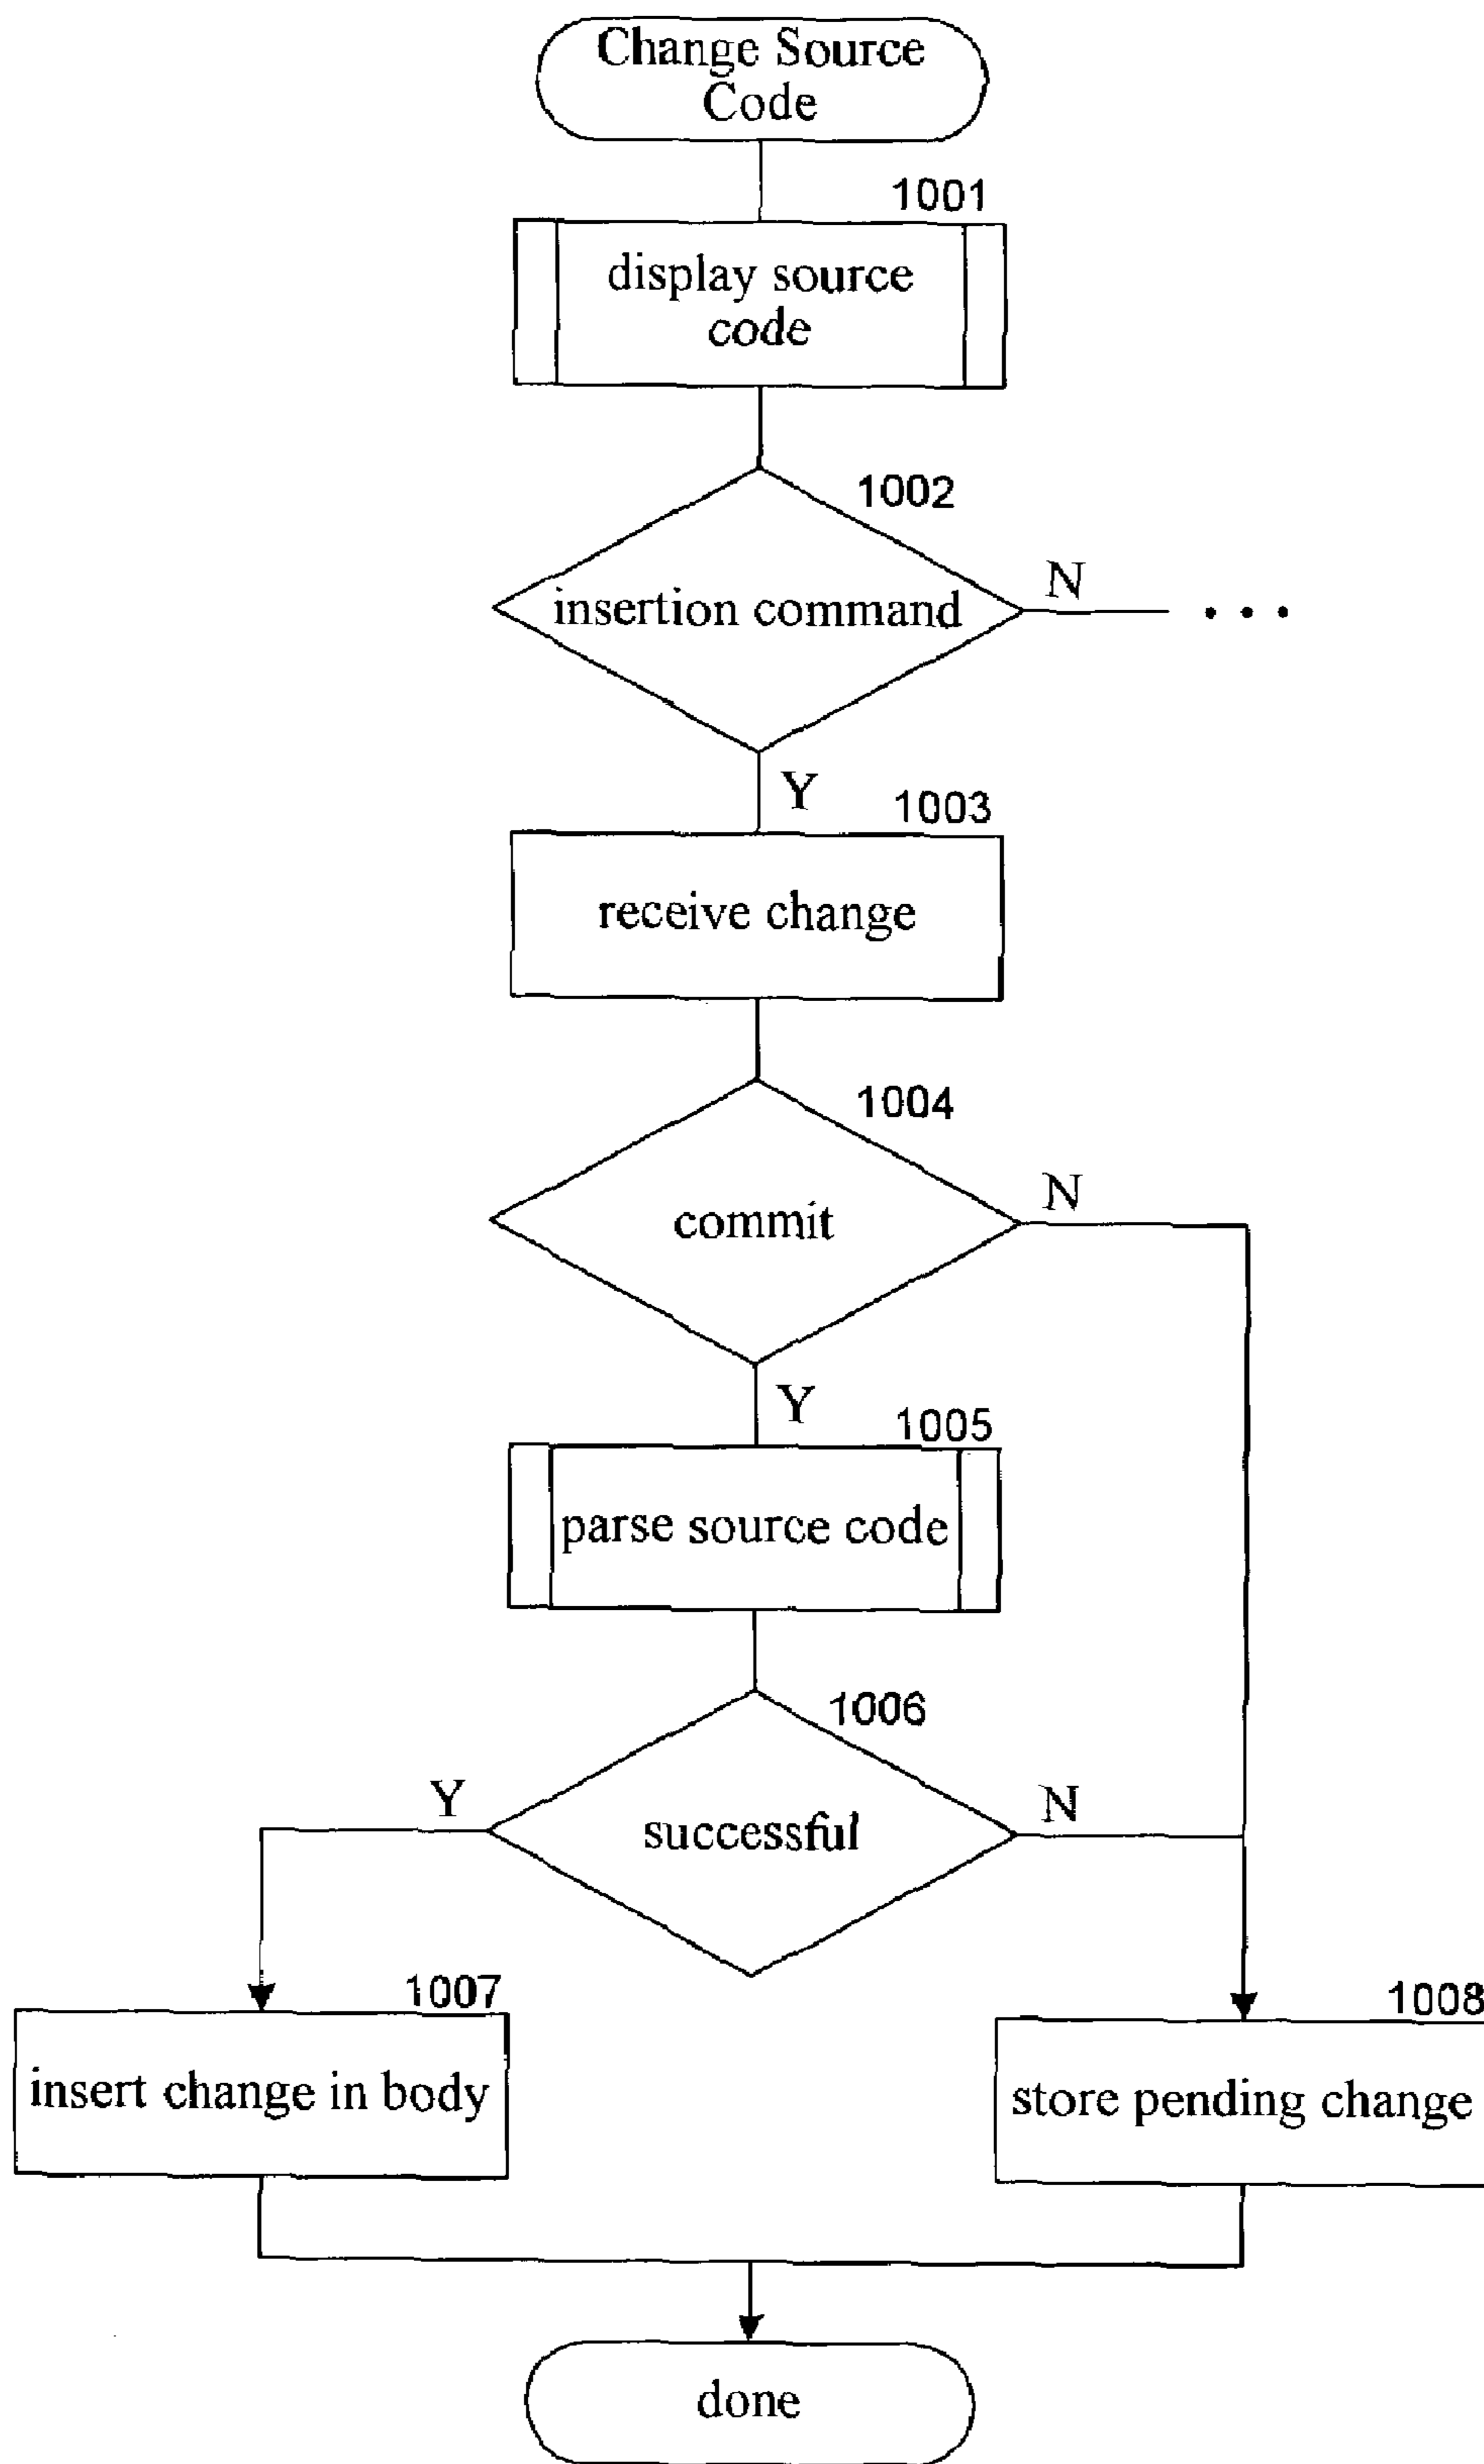 Change Source
Code
1001
display source
code
1002
insertion command
N
...
Y
1003
receive change
1004
commit
N
Y
1005
parse source code
1006
Y
successful
N
1007
insert change in body
1008
store pending change
done